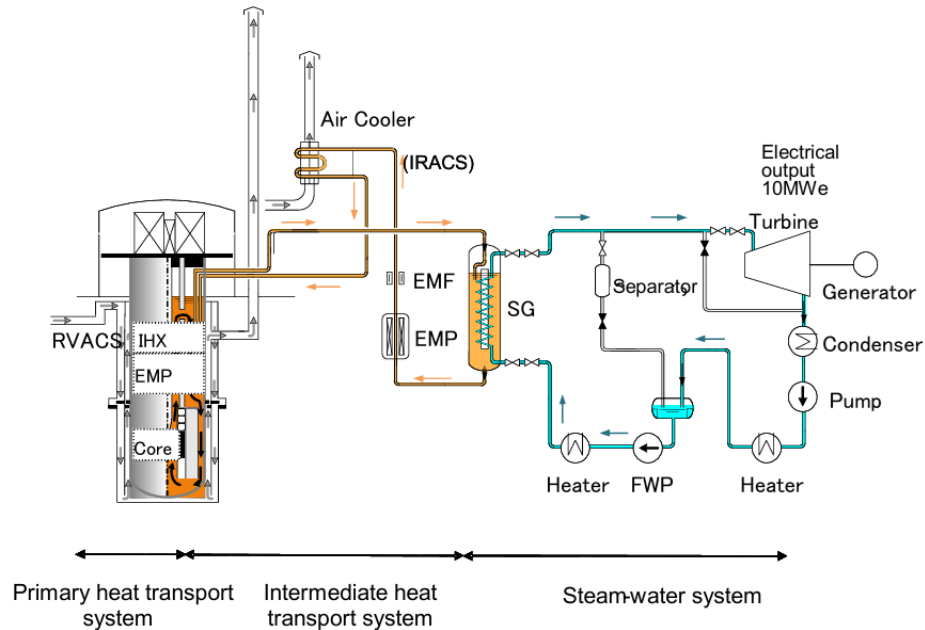 Air Cooler
(IRACS)
Electrical
output
10MWe
Turbine
EMF
SG
Separator
Generator
RVACS
IHX
EMP
EMP
Condenser
Pump
Core
Heater
FWP
Heater
Primary heat transport
system
Intermediate heat
transport system
Steam-water system